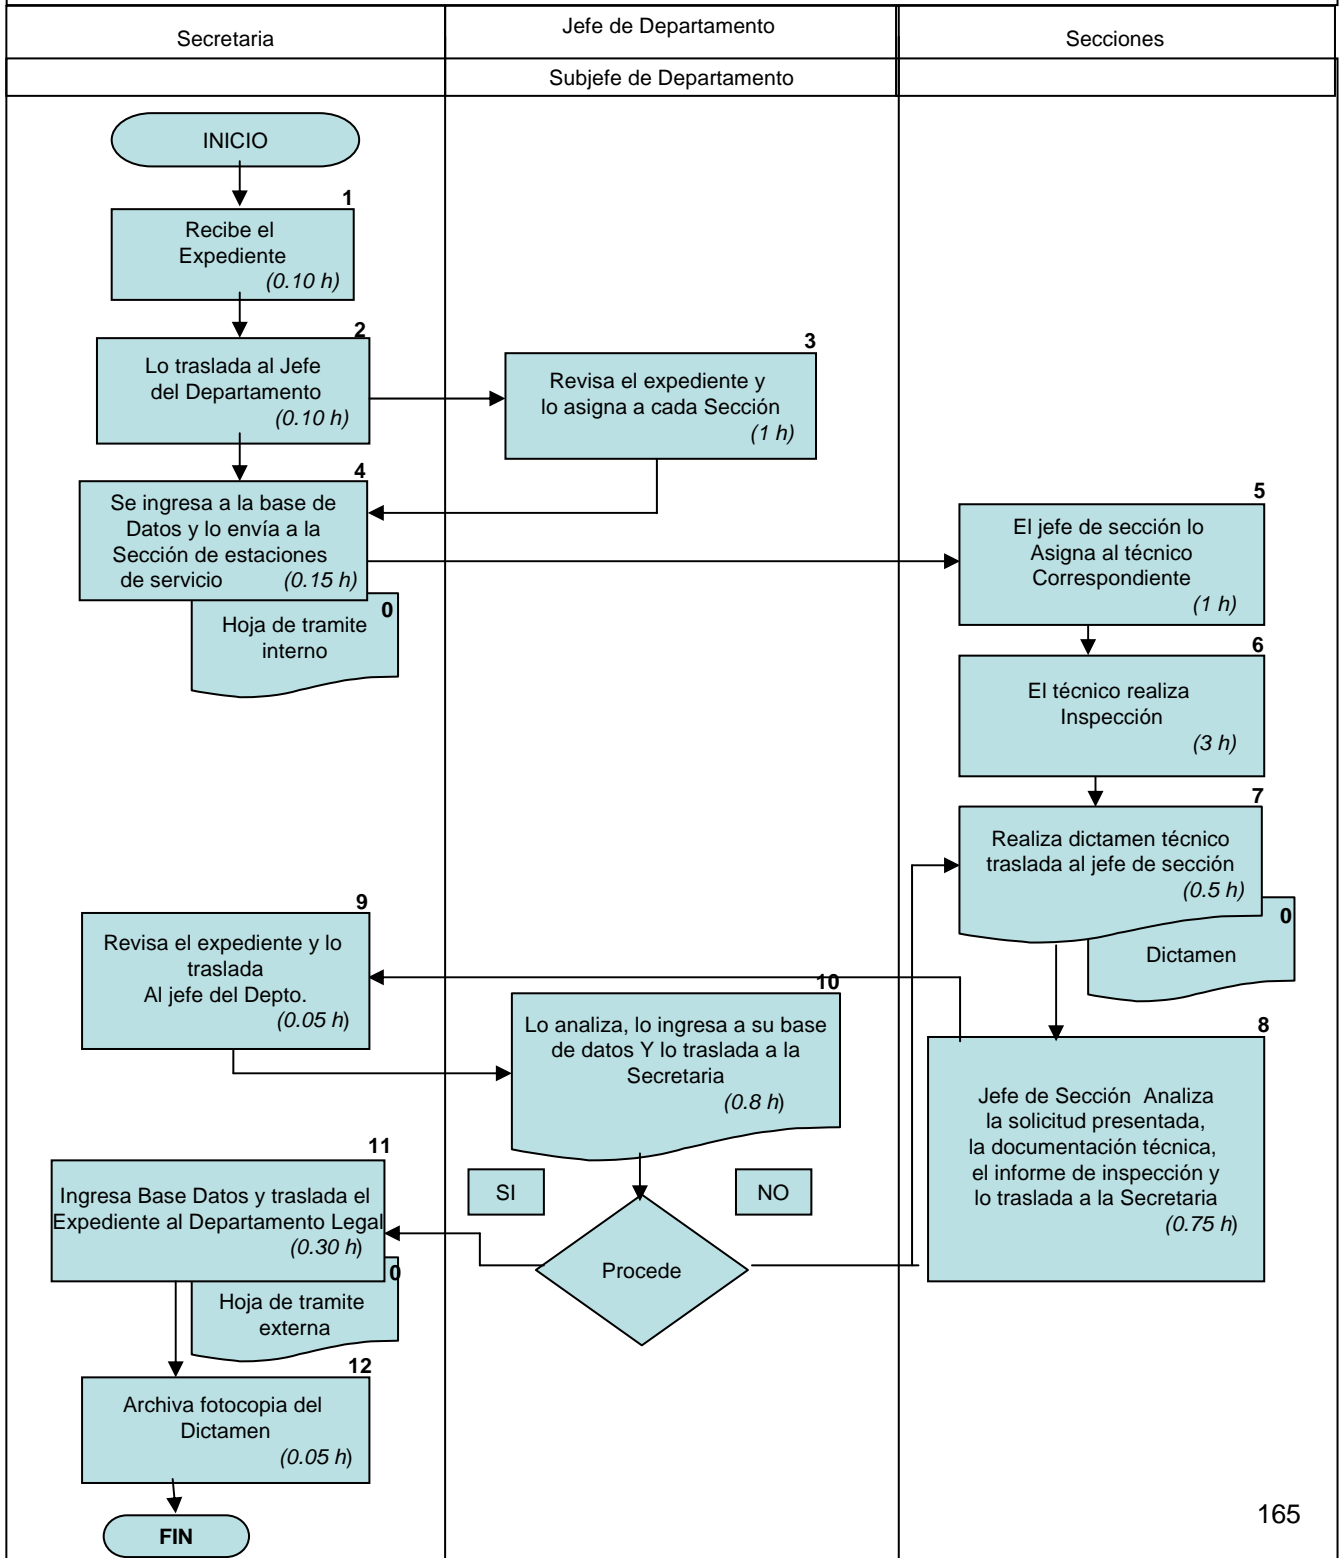 Secretaria
Jefe de Departamento
Secciones
Subjefe de Departamento
INICIO
1
Recibe el
Expediente
(0.10 h)
2
Lo traslada al Jefe
del Departamento
(0.10 h)
3
Revisa el expediente y
lo asigna a cada Sección
(1 h)
4
Se ingresa a la base de
Datos y lo envía a la
Sección de estaciones
de servicio (0.15 h)
0
Hoja de tramite
interno
5
El jefe de sección lo
Asigna al técnico
Correspondiente
(1 h)
6
El técnico realiza
Inspección
(3 h)
7
Realiza dictamen técnico
traslada al jefe de sección
(0.5 h)
0
Dictamen
8
Jefe de Sección Analiza
la solicitud presentada,
la documentación técnica,
el informe de inspección y
lo traslada a la Secretaria
(0.75 h)
9
Revisa el expediente y lo
traslada
Al jefe del Depto.
(0.05 h)
10
Lo analiza, lo ingresa a su base
de datos Y lo traslada a la
Secretaria
(0.8 h)
SI
NO
Procede
11
Ingresa Base Datos y traslada el
Expediente al Departamento Legal
(0.30 h)
0
Hoja de tramite
externa
12
Archiva fotocopia del
Dictamen
(0.05 h)
FIN
165